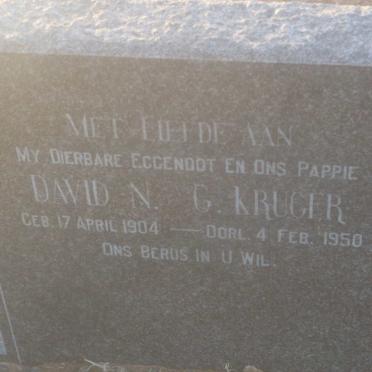 MET LIEFDE AAN
MY DIERBARE EGGENOOT EN ONS PAPPIE
DAVID N. G. KRUGER
GEB. 17 APRIL 1904 — OORL. 4 FEB. 1950
ONS BERUS IN U WIL.